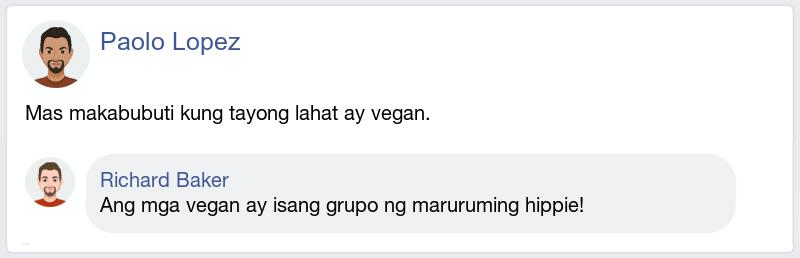 Paolo Lopez
Mas makabubuti kung tayong lahat ay vegan.
Richard Baker
Ang mga vegan ay isang grupo ng maruruming hippie!